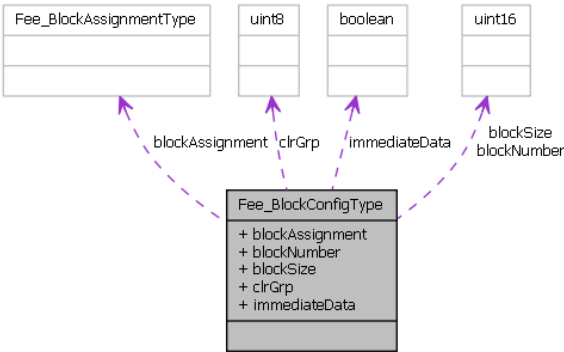 Fee_BlockAssignmentType
uint8
boolean
uint16
blockAssignment
clrGrp
immediateData
blockSize
blockNumber
Fee_BlockConfigType
+ blockAssignment
+ blockNumber
+ blockSize
+ clrGrp
+ immediateData